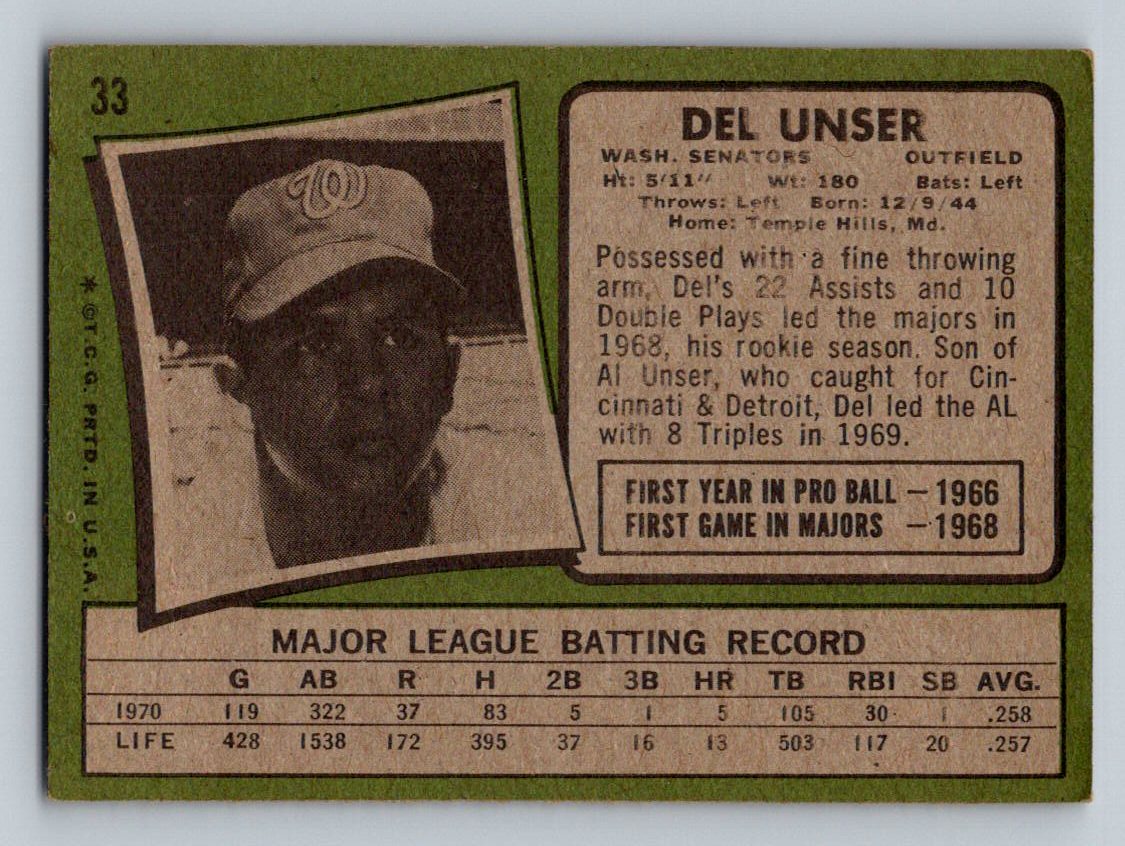 33
W
* ©T.C.G. PRTD. IN U.S.A.
DEL UNSER
WASH. SENATORS OUTFIELD
Ht: 5'11" Wt: 180 Bats: Left
Throws: Left Born: 12/9/44
Home: Temple Hills, Md.
Possessed with a fine throwing
arm, Del's 22 Assists and 10
Double Plays led the majors in
1968, his rookie season. Son of
Al Unser, who caught for Cin-
cinnati & Detroit, Del led the AL
with 8 Triples in 1969.
FIRST YEAR IN PRO BALL – 1966
FIRST GAME IN MAJORS – 1968
MAJOR LEAGUE BATTING RECORD
G AB R H 2B 3B HR TB RBI SB AVG.
1970 119 322 37 83 5 1 5 105 30 1 .258
LIFE 428 1538 172 395 37 16 13 503 117 20 .257